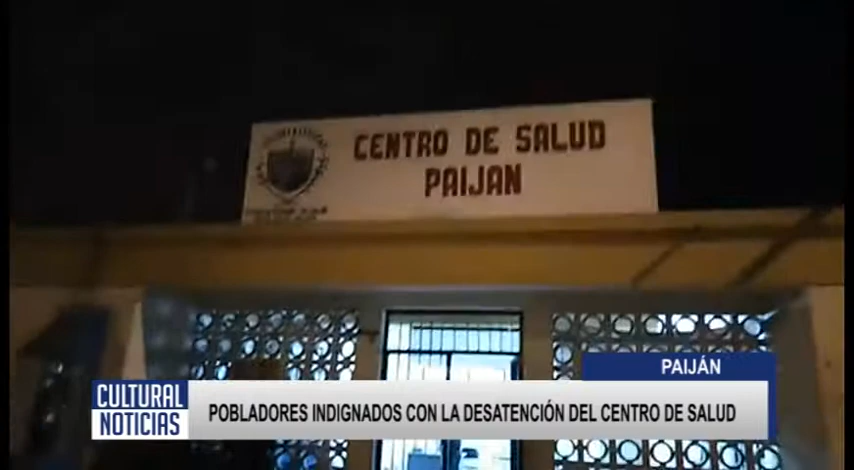 CENTRO DE SALUD
PAIJAN
PAIJÁN
CULTURAL
NOTICIAS
POBLADORES INDIGNADOS CON LA DESATENCIÓN DEL CENTRO DE SALUD